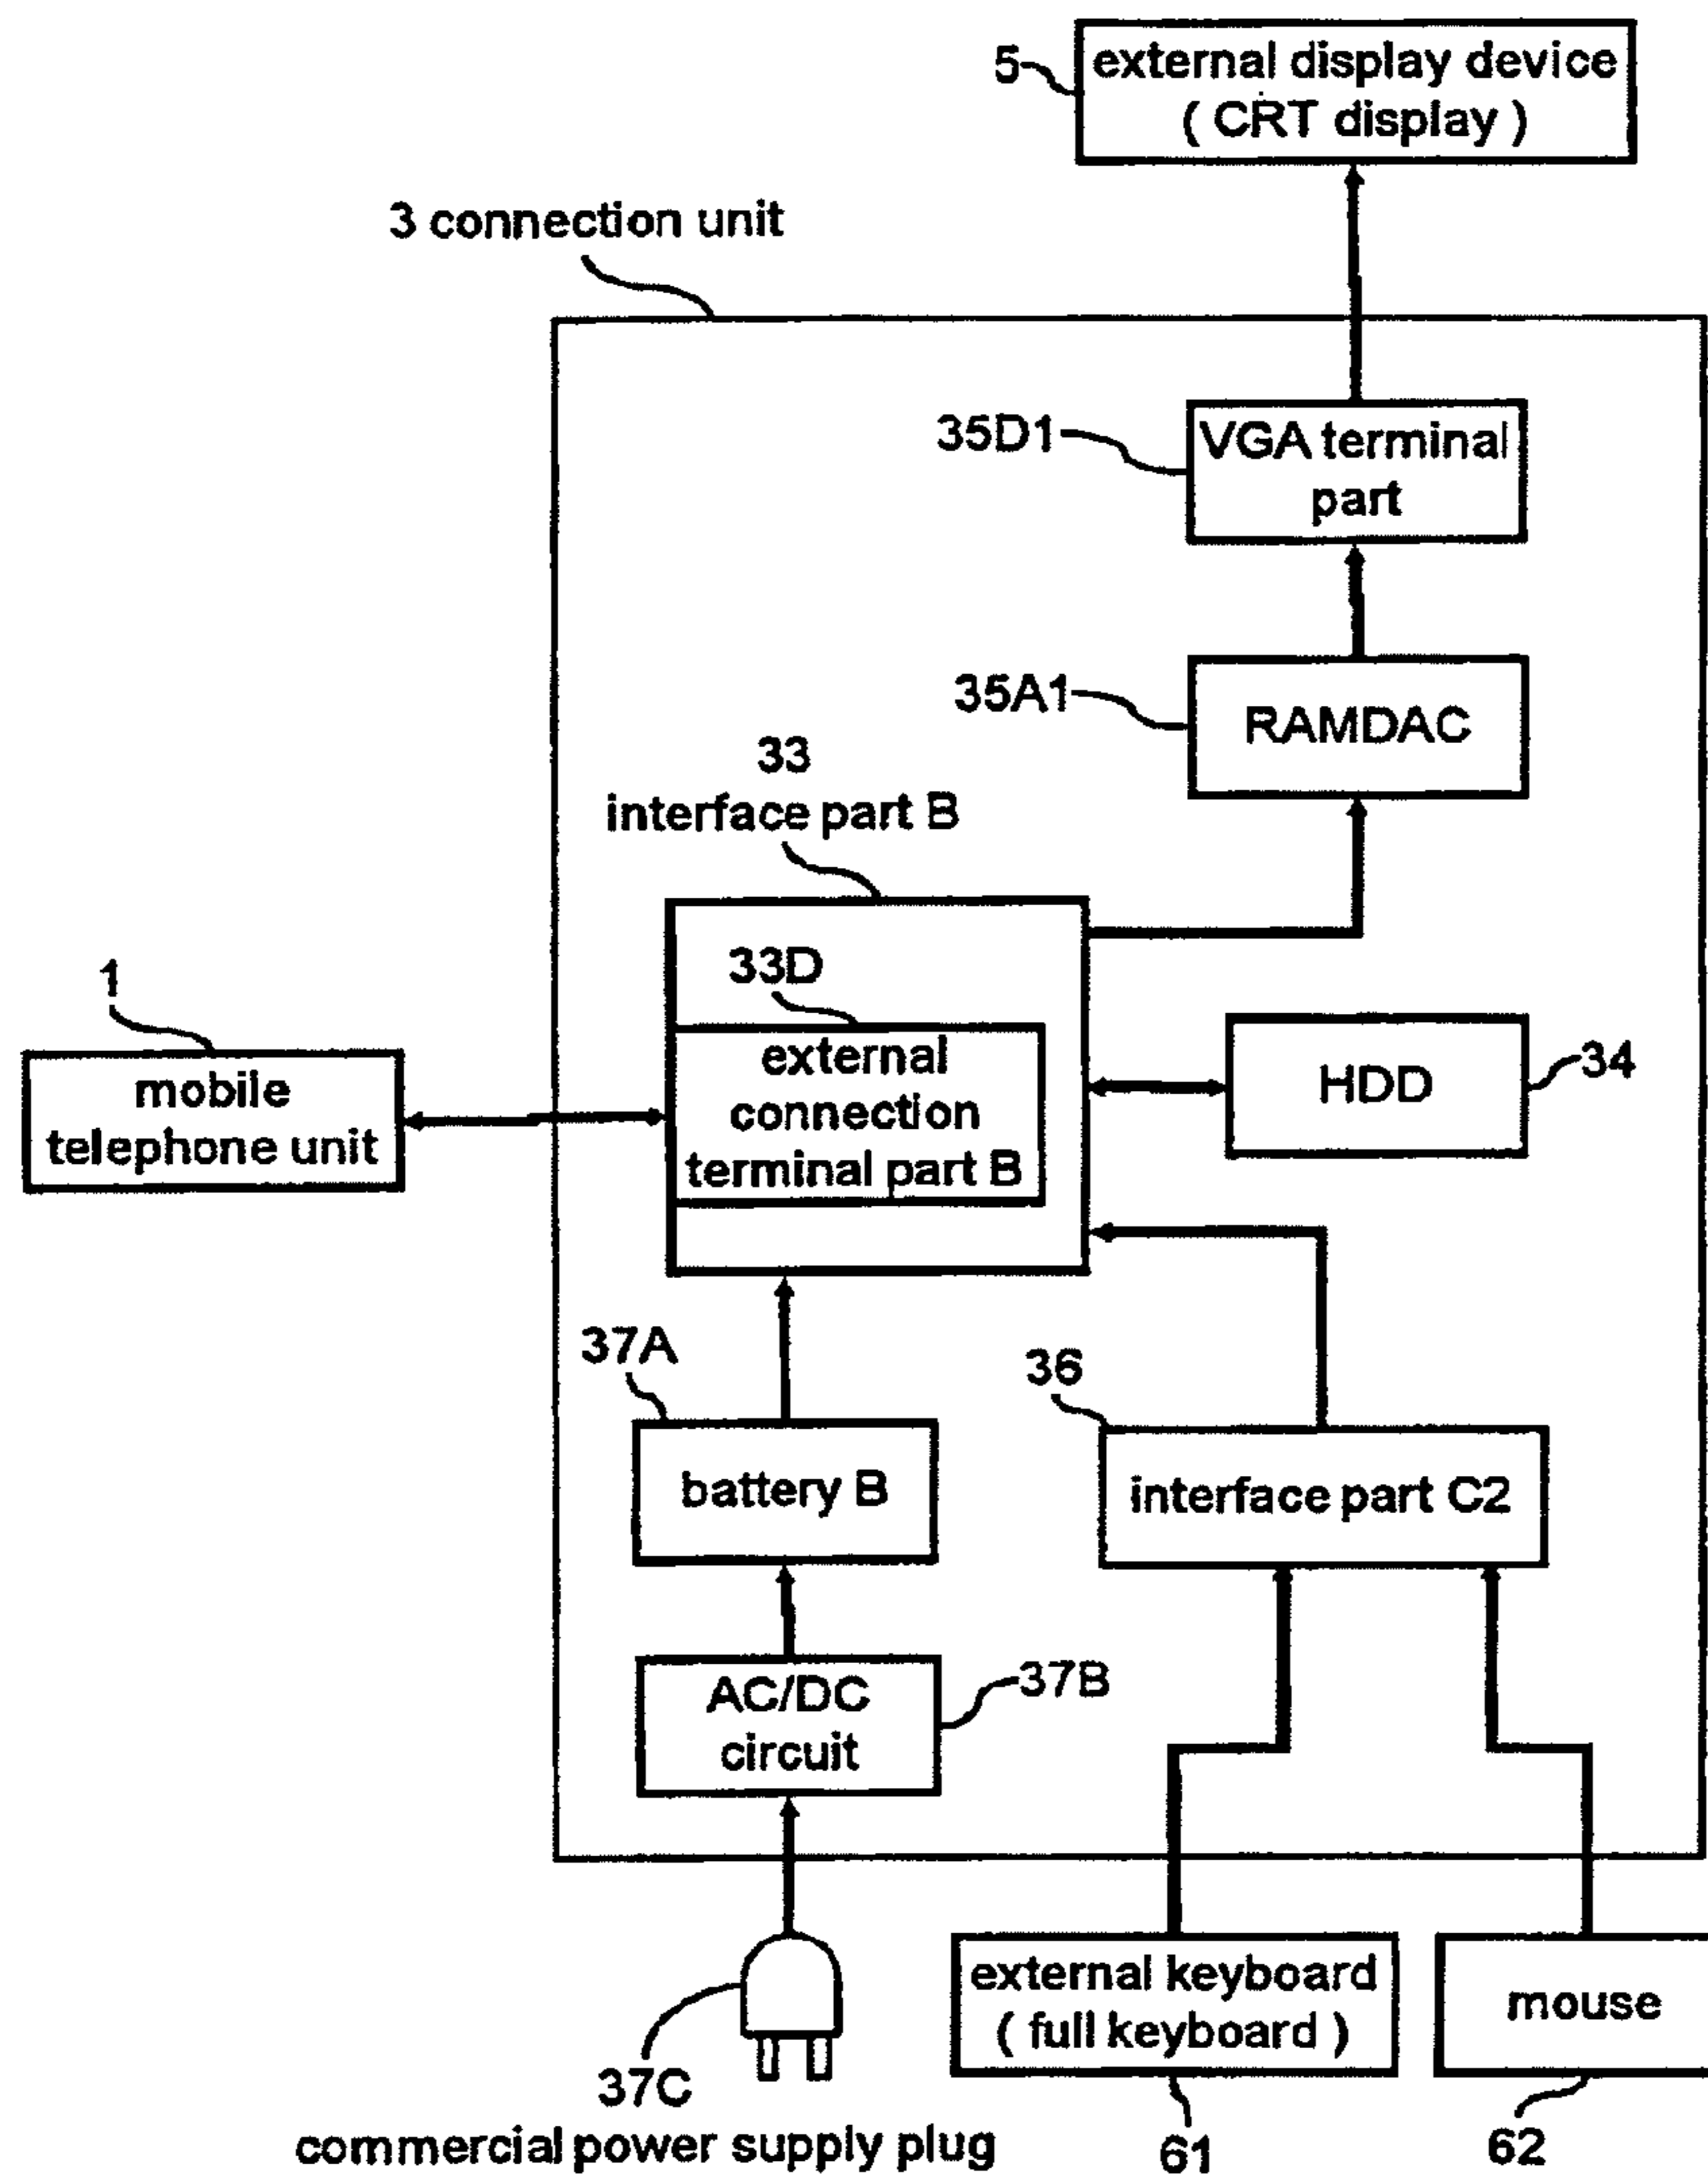 5
external display device
( CRT display )
3 connection unit
35D1
VGA terminal
part
35A1
RAMDAC
33
interface part B
33D
external
connection
terminal part B
1
mobile
telephone unit
HDD
34
37A
battery B
36
interface part C2
AC/DC
circuit
37B
37C
commercial power supply plug
external keyboard
( full keyboard )
61
mouse
62